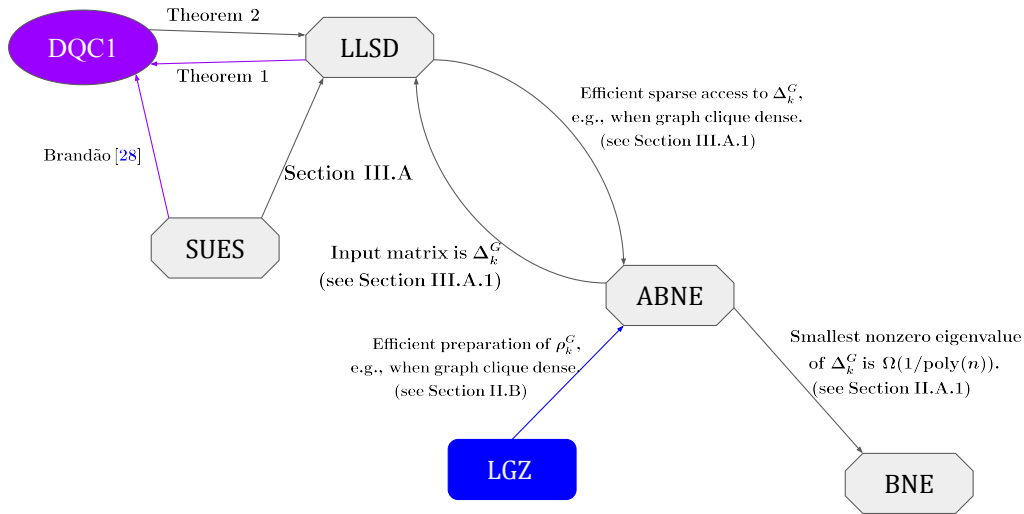 Theorem 2
DQC1
LLSD
Theorem 1
Efficient sparse access to Δ_k^G,
e.g., when graph clique dense.
(see Section III.A.1)
Brandão [28]
Section III.A
SUES
Input matrix is Δ_k^G
(see Section III.A.1)
ABNE
Efficient preparation of ρ_k^G,
e.g., when graph clique dense.
(see Section II.B)
Smallest nonzero eigenvalue
of Δ_k^G is Ω(1/poly(n)).
(see Section II.A.1)
LGZ
BNE